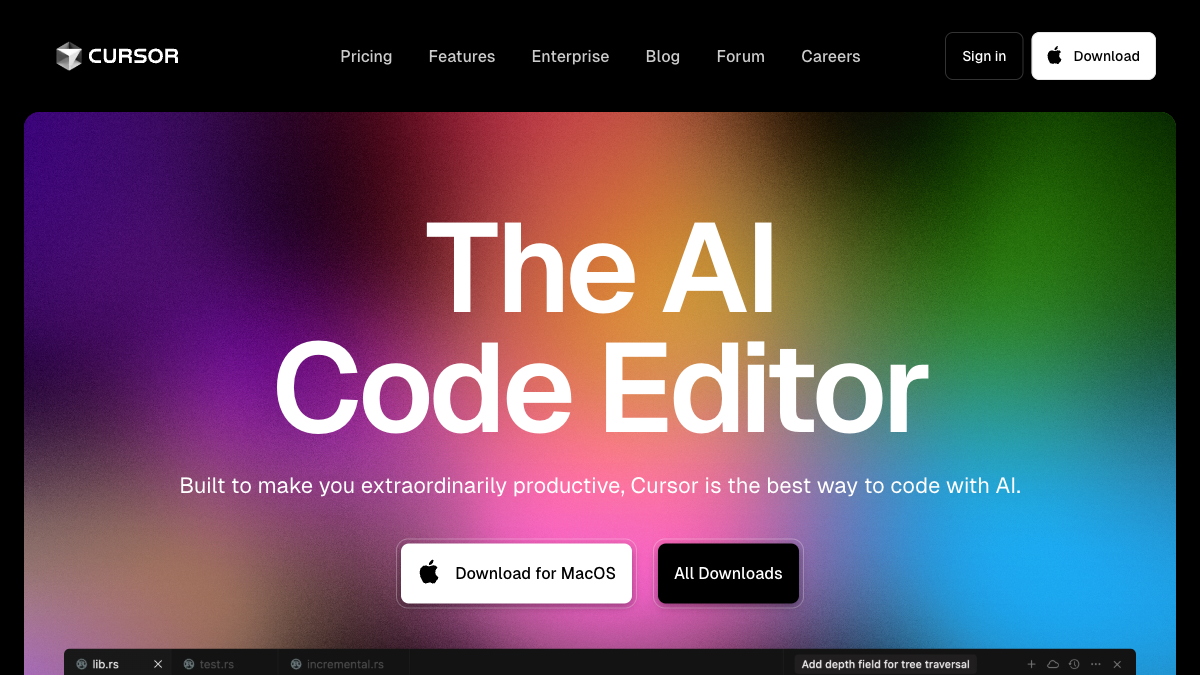 CURSOR
Pricing Features Enterprise Blog Forum Careers
Sign in Download
The AI
Code Editor
Built to make you extraordinarily productive, Cursor is the best way to code with AI.
Download for MacOS All Downloads
lib.rs test.rs incremental.rs Add depth field for tree traversal